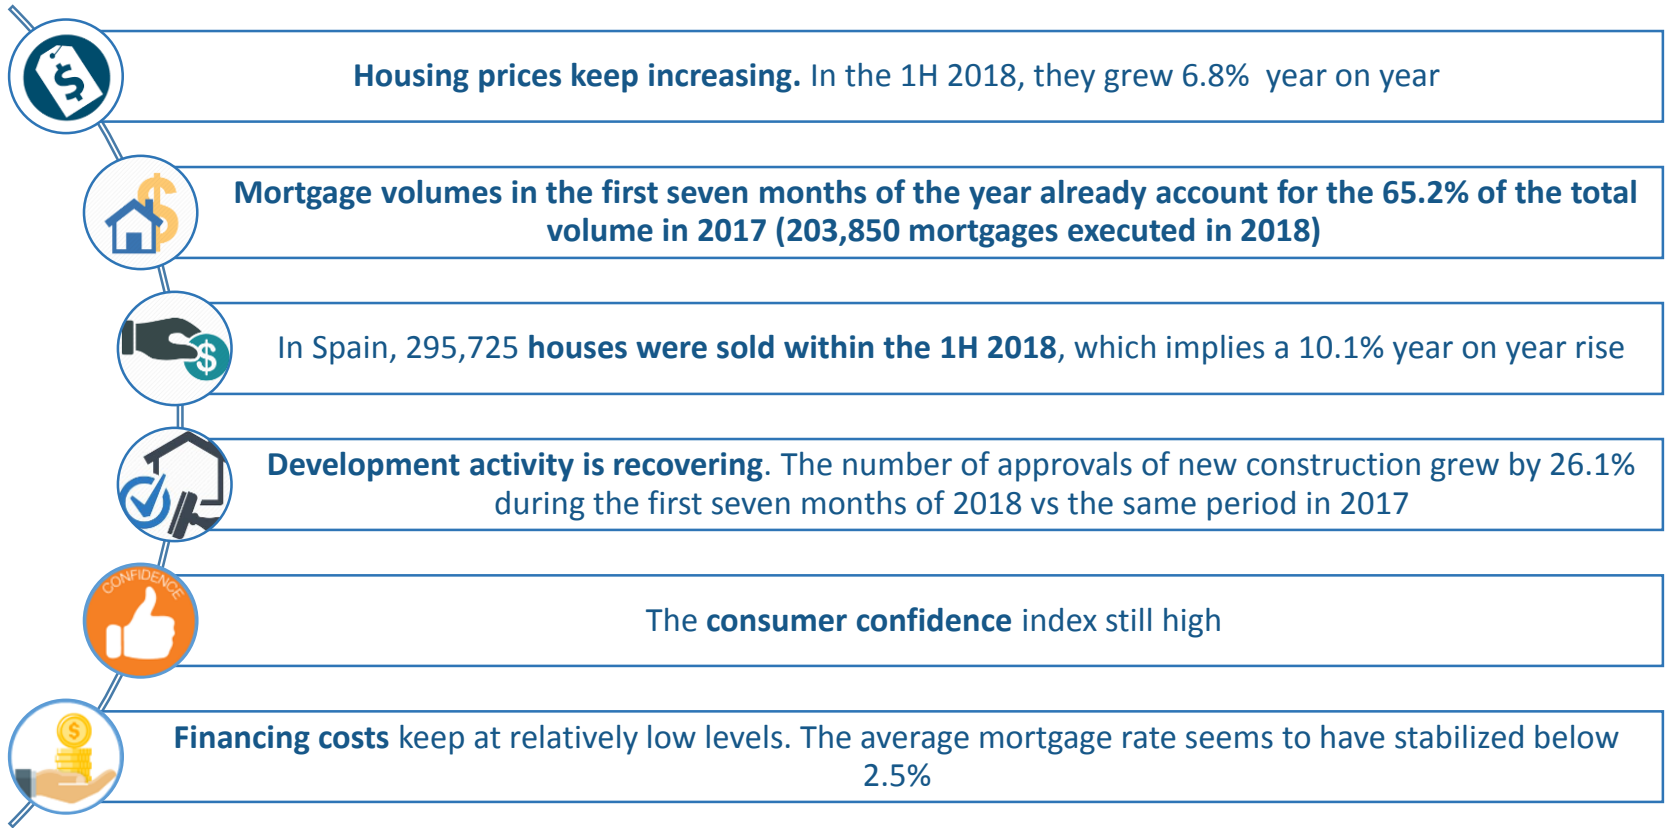 Housing prices keep increasing. In the 1H 2018, they grew 6.8% year on year
Mortgage volumes in the first seven months of the year already account for the 65.2% of the total
volume in 2017 (203,850 mortgages executed in 2018)
In Spain, 295,725 houses were sold within the 1H 2018, which implies a 10.1% year on year rise
Development activity is recovering. The number of approvals of new construction grew by 26.1%
during the first seven months of 2018 vs the same period in 2017
CONFIDENCE
The consumer confidence index still high
Financing costs keep at relatively low levels. The average mortgage rate seems to have stabilized below
2.5%